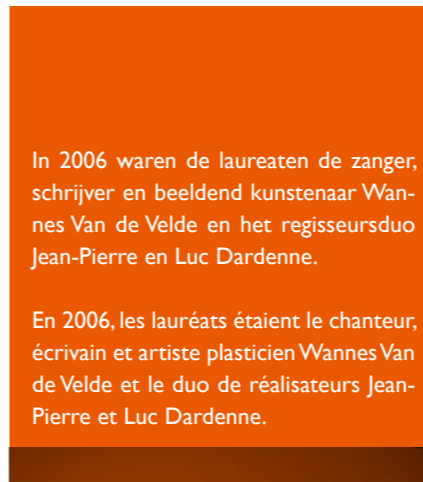 In 2006 waren de laureaten de zanger,
schrijver en beeldend kunstenaar Wan-
nes Van de Velde en het regisseursduo
Jean-Pierre en Luc Dardenne.
En 2006, les lauréats étaient le chanteur,
écrivain et artiste plasticien Wannes Van
de Velde et le duo de réalisateurs Jean-
Pierre et Luc Dardenne.